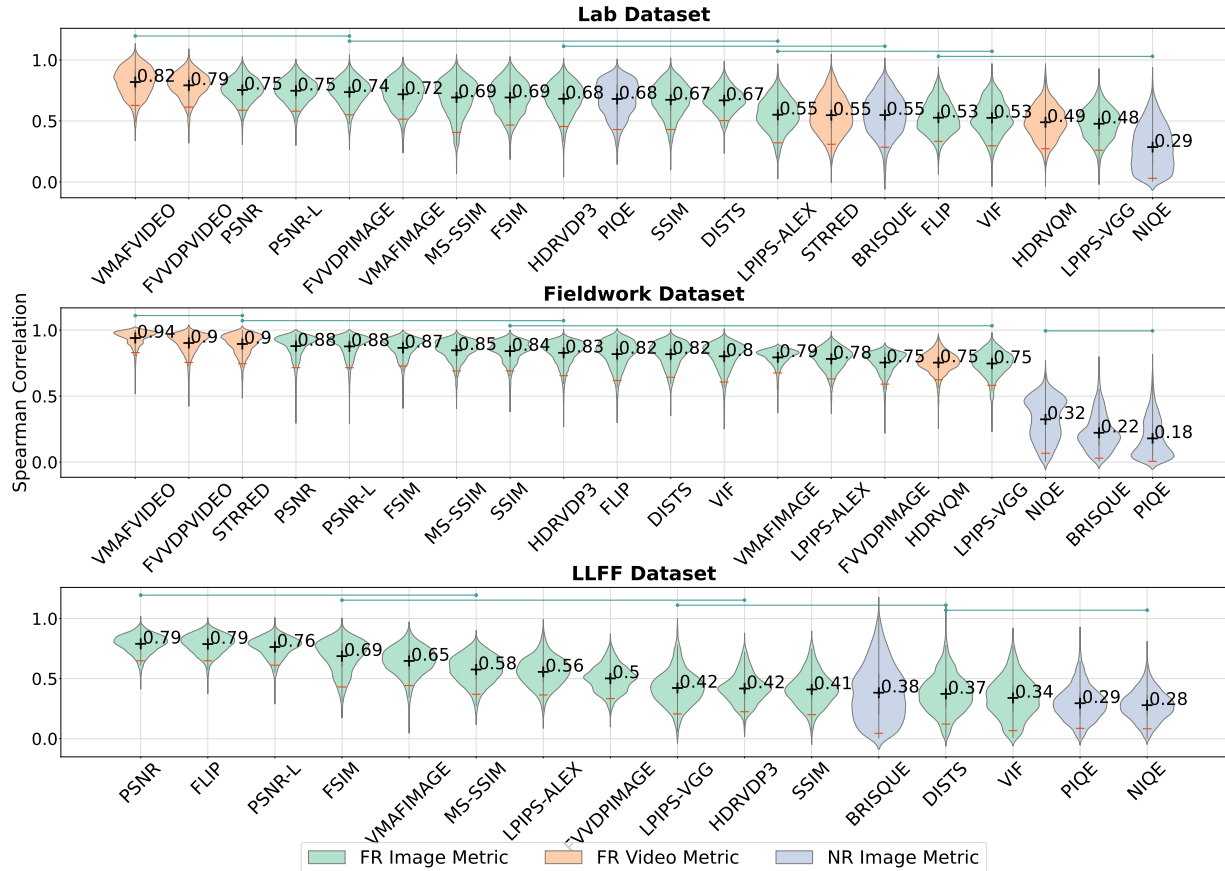 Lab Dataset
1.0
0.5
0.0
0.82 0.79 0.75 0.75 0.74 0.72 0.69 0.69 0.68 0.68 0.67 0.67 0.55 0.55 0.55 0.53 0.53 0.49 0.48 0.29
VMAFVIDEO FVVDPVIDEO PSNR PSNR-L FVVDPIMAGE VMAFIMAGE MS-SSIM FSIM HDRVDP3 PIQE SSIM DISTS LPIPS-ALEX STRRED BRISQUE FLIP VIF HDRVQM LPIPS-VGG NIQE
Spearman Correlation
Fieldwork Dataset
1.0
0.5
0.0
0.94 0.9 0.9 0.88 0.88 0.87 0.85 0.84 0.83 0.82 0.82 0.8 0.79 0.78 0.75 0.75 0.75 0.32 0.22 0.18
VMAFVIDEO FVVDPVIDEO STRRED PSNR PSNR-L FSIM MS-SSIM SSIM HDRVDP3 FLIP DISTS VIF VMAFIMAGE LPIPS-ALEX FVVDPIMAGE HDRVQM LPIPS-VGG NIQE BRISQUE PIQE
LLFF Dataset
1.0
0.5
0.0
0.79 0.79 0.76 0.69 0.65 0.58 0.56 0.5 0.42 0.42 0.41 0.38 0.37 0.34 0.29 0.28
PSNR FLIP PSNR-L FSIM VMAFIMAGE MS-SSIM LPIPS-ALEX FVVDPIMAGE LPIPS-VGG HDRVDP3 SSIM BRISQUE DISTS VIF PIQE NIQE
FR Image Metric FR Video Metric NR Image Metric